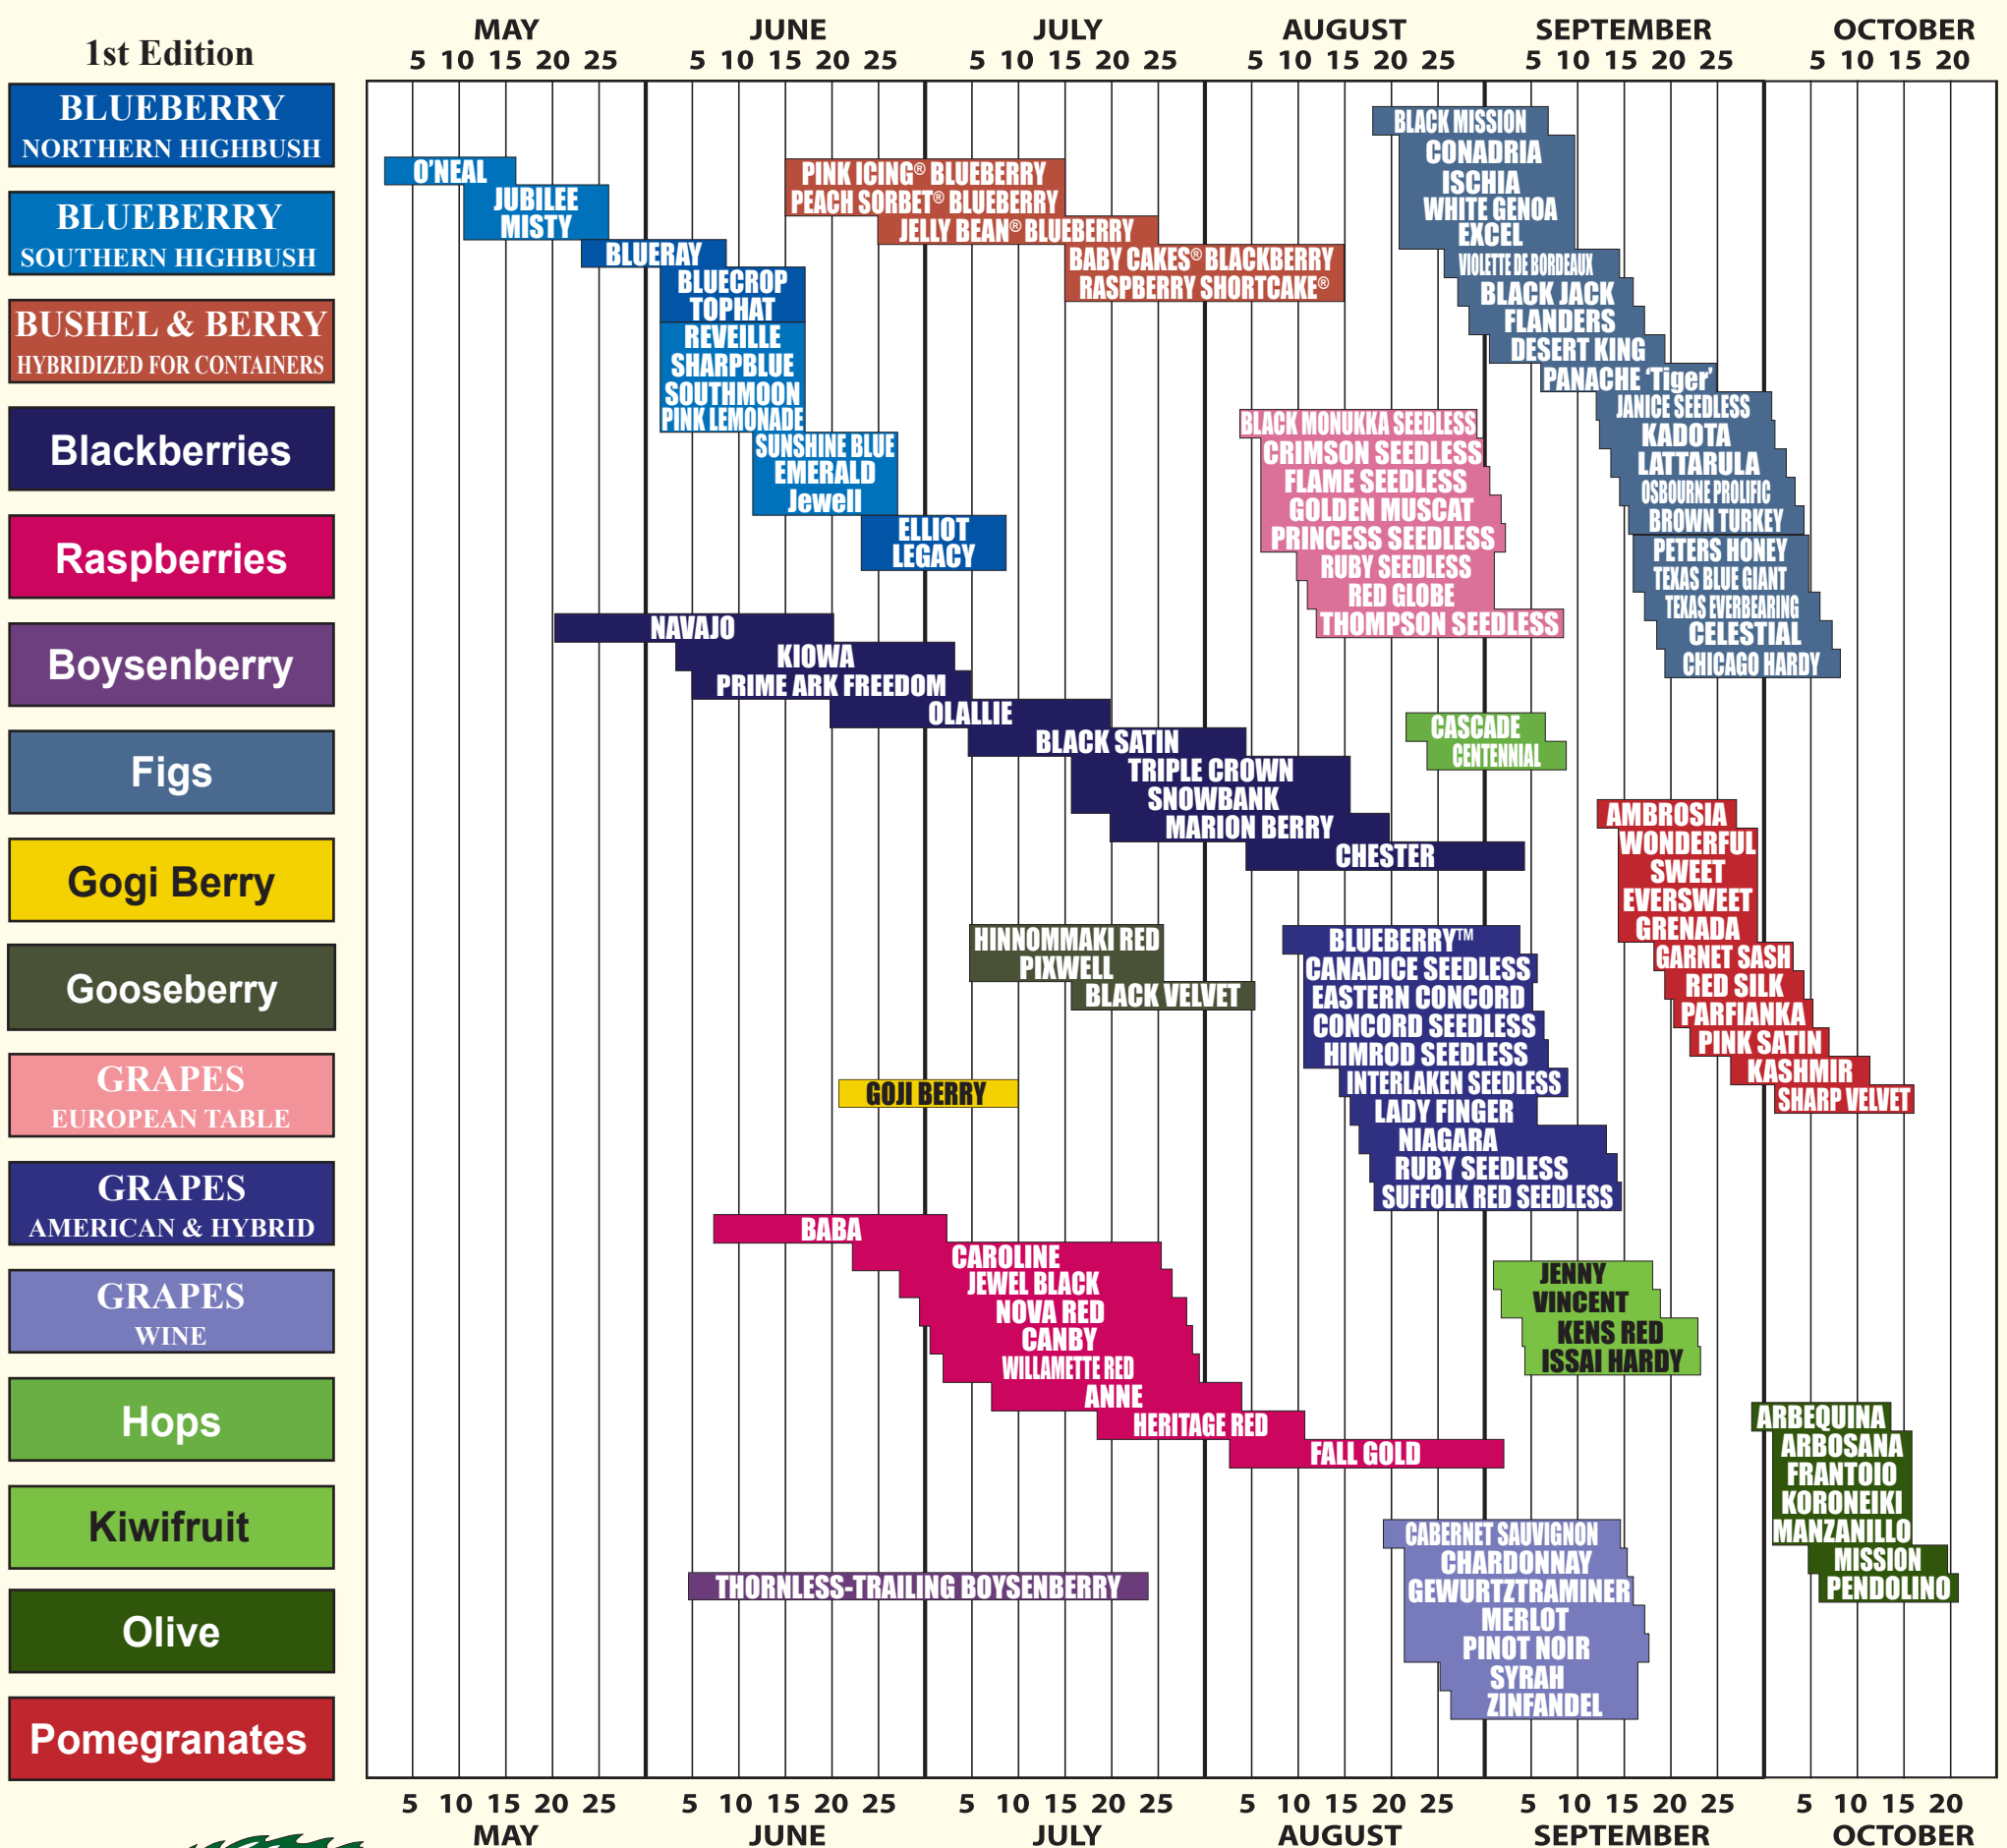 MAY JUNE JULY AUGUST SEPTEMBER OCTOBER
1st Edition
5 10 15 20 25 5 10 15 20 25 5 10 15 20 25 5 10 15 20 25 5 10 15 20 25 5 10 15 20
BLUEBERRY
NORTHERN HIGHBUSH
BLUEBERRY
SOUTHERN HIGHBUSH
BUSHEL & BERRY
HYBRIDIZED FOR CONTAINERS
Blackberries
Raspberries
Boysenberry
Figs
Gogi Berry
Gooseberry
GRAPES
EUROPEAN TABLE
GRAPES
AMERICAN & HYBRID
GRAPES
WINE
Hops
Kiwifruit
Olive
Pomegranates
O'NEAL
JUBILEE
MISTY
BLUERAY
BLUECROP
TOPHAT
REVEILLE
SHARPBLUE
SOUTHMOON
PINK LEMONADE
SUNSHINE BLUE
EMERALD
Jewell
ELLIOT
LEGACY
PINK ICING® BLUEBERRY
PEACH SORBET® BLUEBERRY
JELLY BEAN® BLUEBERRY
BABY CAKES® BLACKBERRY
RASPBERRY SHORTCAKE®
BLACK MISSION
CONADRIA
ISCHIA
WHITE GENOA
EXCEL
VIOLETTE DE BORDEAUX
BLACK JACK
FLANDERS
DESERT KING
PANACHE 'Tiger'
JANICE SEEDLESS
KADOTA
LATTARULA
OSBOURNE PROLIFIC
BROWN TURKEY
PETERS HONEY
TEXAS BLUE GIANT
TEXAS EVERBEARING
CELESTIAL
CHICAGO HARDY
BLACK MONUKKA SEEDLESS
CRIMSON SEEDLESS
FLAME SEEDLESS
GOLDEN MUSCAT
PRINCESS SEEDLESS
RUBY SEEDLESS
RED GLOBE
THOMPSON SEEDLESS
NAVAJO
KIOWA
PRIME ARK FREEDOM
OLALLIE
BLACK SATIN
TRIPLE CROWN
SNOWBANK
MARION BERRY
CHESTER
CASCADE
CENTENNIAL
AMBROSIA
WONDERFUL
SWEET
EVERSWEET
GRENADA
GARNET SASH
RED SILK
PARFIANKA
PINK SATIN
KASHMIR
SHARP VELVET
HINNOMMAKI RED
PIXWELL
BLACK VELVET
GOJI BERRY
BLUEBERRY™
CANADICE SEEDLESS
EASTERN CONCORD
CONCORD SEEDLESS
HIMROD SEEDLESS
INTERLAKEN SEEDLESS
LADY FINGER
NIAGARA
RUBY SEEDLESS
SUFFOLK RED SEEDLESS
BABA
CAROLINE
JEWEL BLACK
NOVA RED
CANBY
WILLAMETTE RED
ANNE
HERITAGE RED
FALL GOLD
JENNY
VINCENT
KENS RED
ISSAI HARDY
ARBEQUINA
ARBOSANA
FRANTOIO
KORONEIKI
MANZANILLO
MISSION
PENDOLINO
THORNLESS-TRAILING BOYSENBERRY
CABERNET SAUVIGNON
CHARDONNAY
GEWURTZTRAMINER
MERLOT
PINOT NOIR
SYRAH
ZINFANDEL
5 10 15 20 25 5 10 15 20 25 5 10 15 20 25 5 10 15 20 25 5 10 15 20 25 5 10 15 20
MAY JUNE JULY AUGUST SEPTEMBER OCTOBER